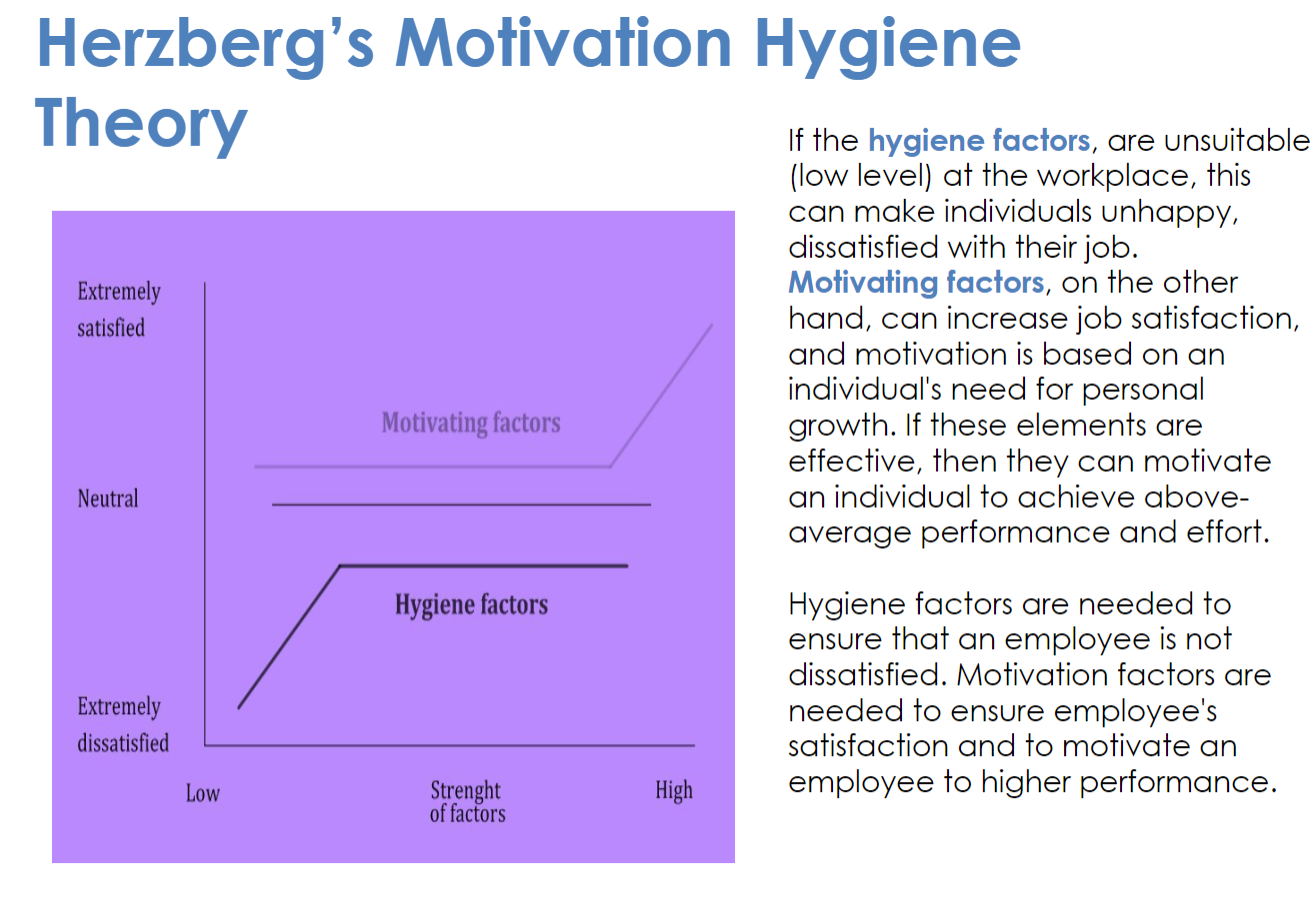 Herzberg’s Motivation Hygiene
Theory
If the hygiene factors, are unsuitable
(low level) at the workplace, this
can make individuals unhappy,
dissatisfied with their job.
Motivating factors, on the other
hand, can increase job satisfaction,
and motivation is based on an
individual's need for personal
growth. If these elements are
effective, then they can motivate
an individual to achieve above-
average performance and effort.
Hygiene factors are needed to
ensure that an employee is not
dissatisfied. Motivation factors are
needed to ensure employee's
satisfaction and to motivate an
employee to higher performance.
Extremely
satisfied
Motivating factors
Neutral
Hygiene factors
Extremely
dissatisfied
Low
Strenght
of factors
High